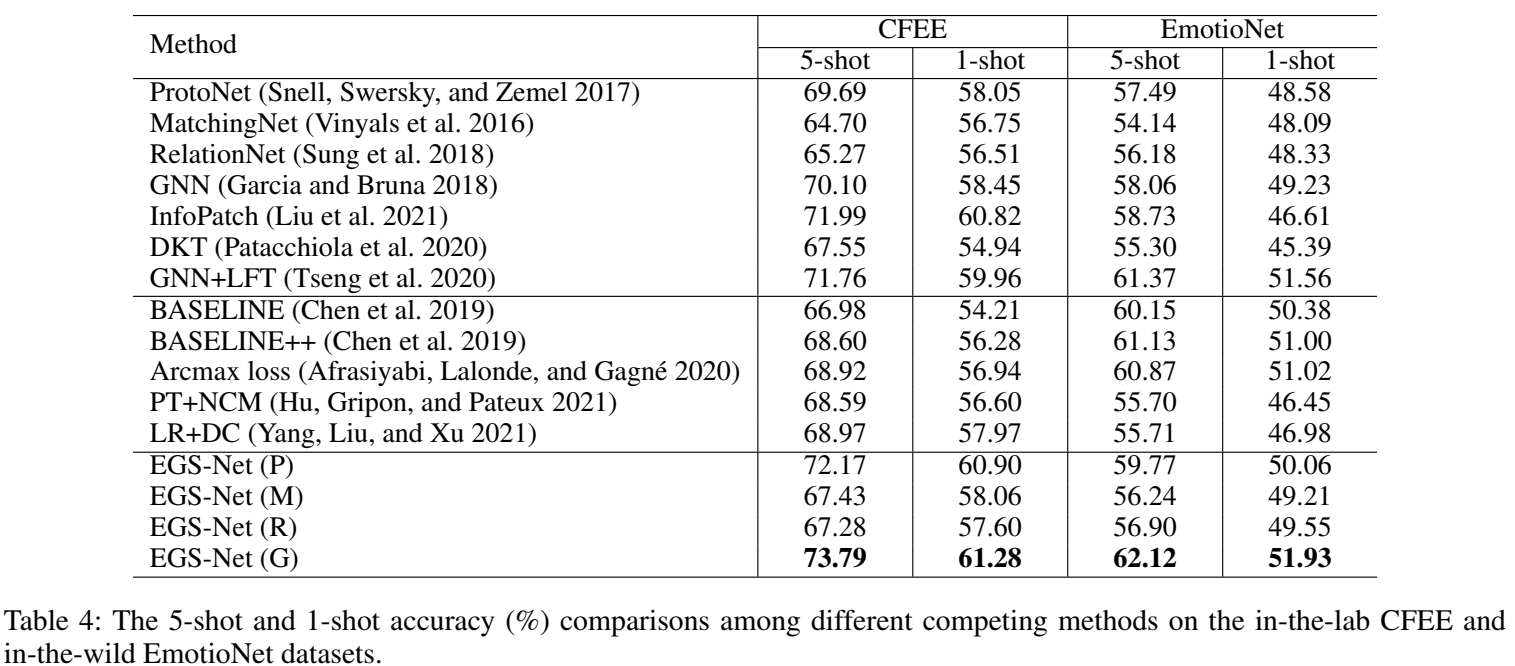 Method CFEE EmotioNet
5-shot 1-shot 5-shot 1-shot
ProtoNet (Snell, Swersky, and Zemel 2017) 69.69 58.05 57.49 48.58
MatchingNet (Vinyals et al. 2016) 64.70 56.75 54.14 48.09
RelationNet (Sung et al. 2018) 65.27 56.51 56.18 48.33
GNN (Garcia and Bruna 2018) 70.10 58.45 58.06 49.23
InfoPatch (Liu et al. 2021) 71.99 60.82 58.73 46.61
DKT (Patacchiola et al. 2020) 67.55 54.94 55.30 45.39
GNN+LFT (Tseng et al. 2020) 71.76 59.96 61.37 51.56
BASELINE (Chen et al. 2019) 66.98 54.21 60.15 50.38
BASELINE++ (Chen et al. 2019) 68.60 56.28 61.13 51.00
Arcmax loss (Afrasiyabi, Lalonde, and Gagné 2020) 68.92 56.94 60.87 51.02
PT+NCM (Hu, Gripon, and Pateux 2021) 68.59 56.60 55.70 46.45
LR+DC (Yang, Liu, and Xu 2021) 68.97 57.97 55.71 46.98
EGS-Net (P) 72.17 60.90 59.77 50.06
EGS-Net (M) 67.43 58.06 56.24 49.21
EGS-Net (R) 67.28 57.60 56.90 49.55
EGS-Net (G) 73.79 61.28 62.12 51.93
Table 4: The 5-shot and 1-shot accuracy (%) comparisons among different competing methods on the in-the-lab CFEE and
in-the-wild EmotioNet datasets.